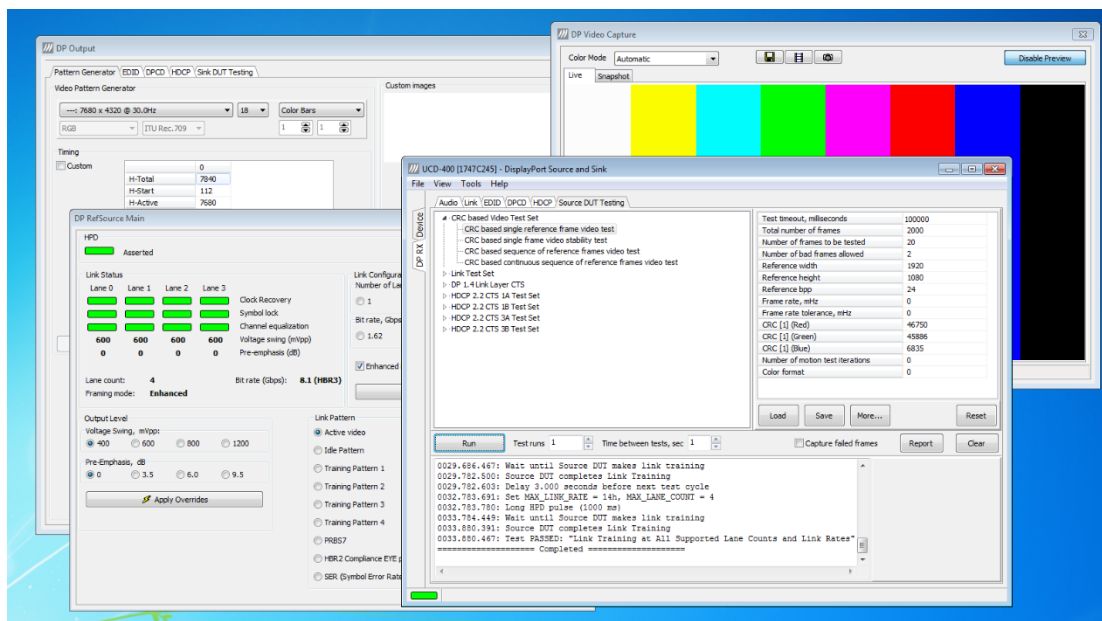 DP Output
Pattern Generator EDID DPCD HDCP Sink DUT Testing
Video Pattern Generator
Custom images
---: 7680 x 4320 @ 30.0Hz 18 Color Bars
RGB ITU Rec.709 1 1
Timing
Custom
0
H-Total 7840
H-Start 112
H-Active 7680
DP Video Capture
Color Mode Automatic Disable Preview
Live Snapshot
DP RefSource Main
HPD
Asserted
Link Status
Lane 0 Lane 1 Lane 2 Lane 3
Clock Recovery
Symbol lock
Channel equalization
600 600 600 600 Voltage swing (mVpp)
0 0 0 0 Pre-emphasis (dB)
Lane count: 4 Bit rate (Gbps): 8.1 (HBR3)
Framing mode: Enhanced
Link Configura
Number of La
1
Bit rate, Gbps
1.62
Enhanced
Output Level
Voltage Swing, mVpp:
400 600 800 1200
Pre-Emphasis, dB
0 3.5 6.0 9.5
Apply Overrides
Link Pattern
Active video
Idle Pattern
Training Pattern 1
Training Pattern 2
Training Pattern 3
Training Pattern 4
PRBS7
HBR2 Compliance EYE p
SER (Symbol Error Rate
UCD-400 [1747C245] - DisplayPort Source and Sink
File View Tools Help
Device
DP RX
Audio Link EDID DPCD HDCP Source DUT Testing
CRC based Video Test Set
CRC based single reference frame video test
CRC based single frame video stability test
CRC based sequence of reference frames video test
CRC based continuous sequence of reference frames video test
Link Test Set
DP 1.4 Link Layer CTS
HDCP 2.2 CTS 1A Test Set
HDCP 2.2 CTS 1B Test Set
HDCP 2.2 CTS 3A Test Set
HDCP 2.2 CTS 3B Test Set
Test timeout, milliseconds 100000
Total number of frames 2000
Number of frames to be tested 20
Number of bad frames allowed 2
Reference width 1920
Reference height 1080
Reference bpp 24
Frame rate, mHz 0
Frame rate tolerance, mHz 0
CRC [1] (Red) 46750
CRC [1] (Green) 45886
CRC [1] (Blue) 6835
Number of motion test iterations 0
Color format 0
Load Save More... Reset
Run Test runs 1 Time between tests, sec 1 Capture failed frames Report Clear
0029.686.467: Wait until Source DUT makes link training
0029.782.500: Source DUT completes Link Training
0029.782.603: Delay 3.000 seconds before next test cycle
0032.783.691: Set MAX_LINK_RATE = 14h, MAX_LANE_COUNT = 4
0032.783.780: Long HPD pulse (1000 ms)
0033.784.449: Wait until Source DUT makes link training
0033.880.391: Source DUT completes Link Training
0033.880.467: Test PASSED: "Link Training at All Supported Lane Counts and Link Rates"
==================== Completed ====================